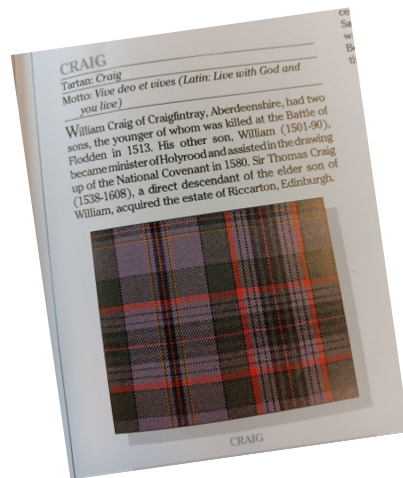 CRAIG
Tartan: Craig
Motto: Vive deo et vives (Latin: Live with God and
you live)
William Craig of Craigfintray, Aberdeenshire, had two
sons, the younger of whom was killed at the Battle of
Flodden in 1513. His other son, William (1501-90),
became minister of Holyrood and assisted in the drawing
up of the National Covenant in 1580. Sir Thomas Craig
(1538-1608), a direct descendant of the elder son of
William, acquired the estate of Riccarton, Edinburgh.
CRAIG